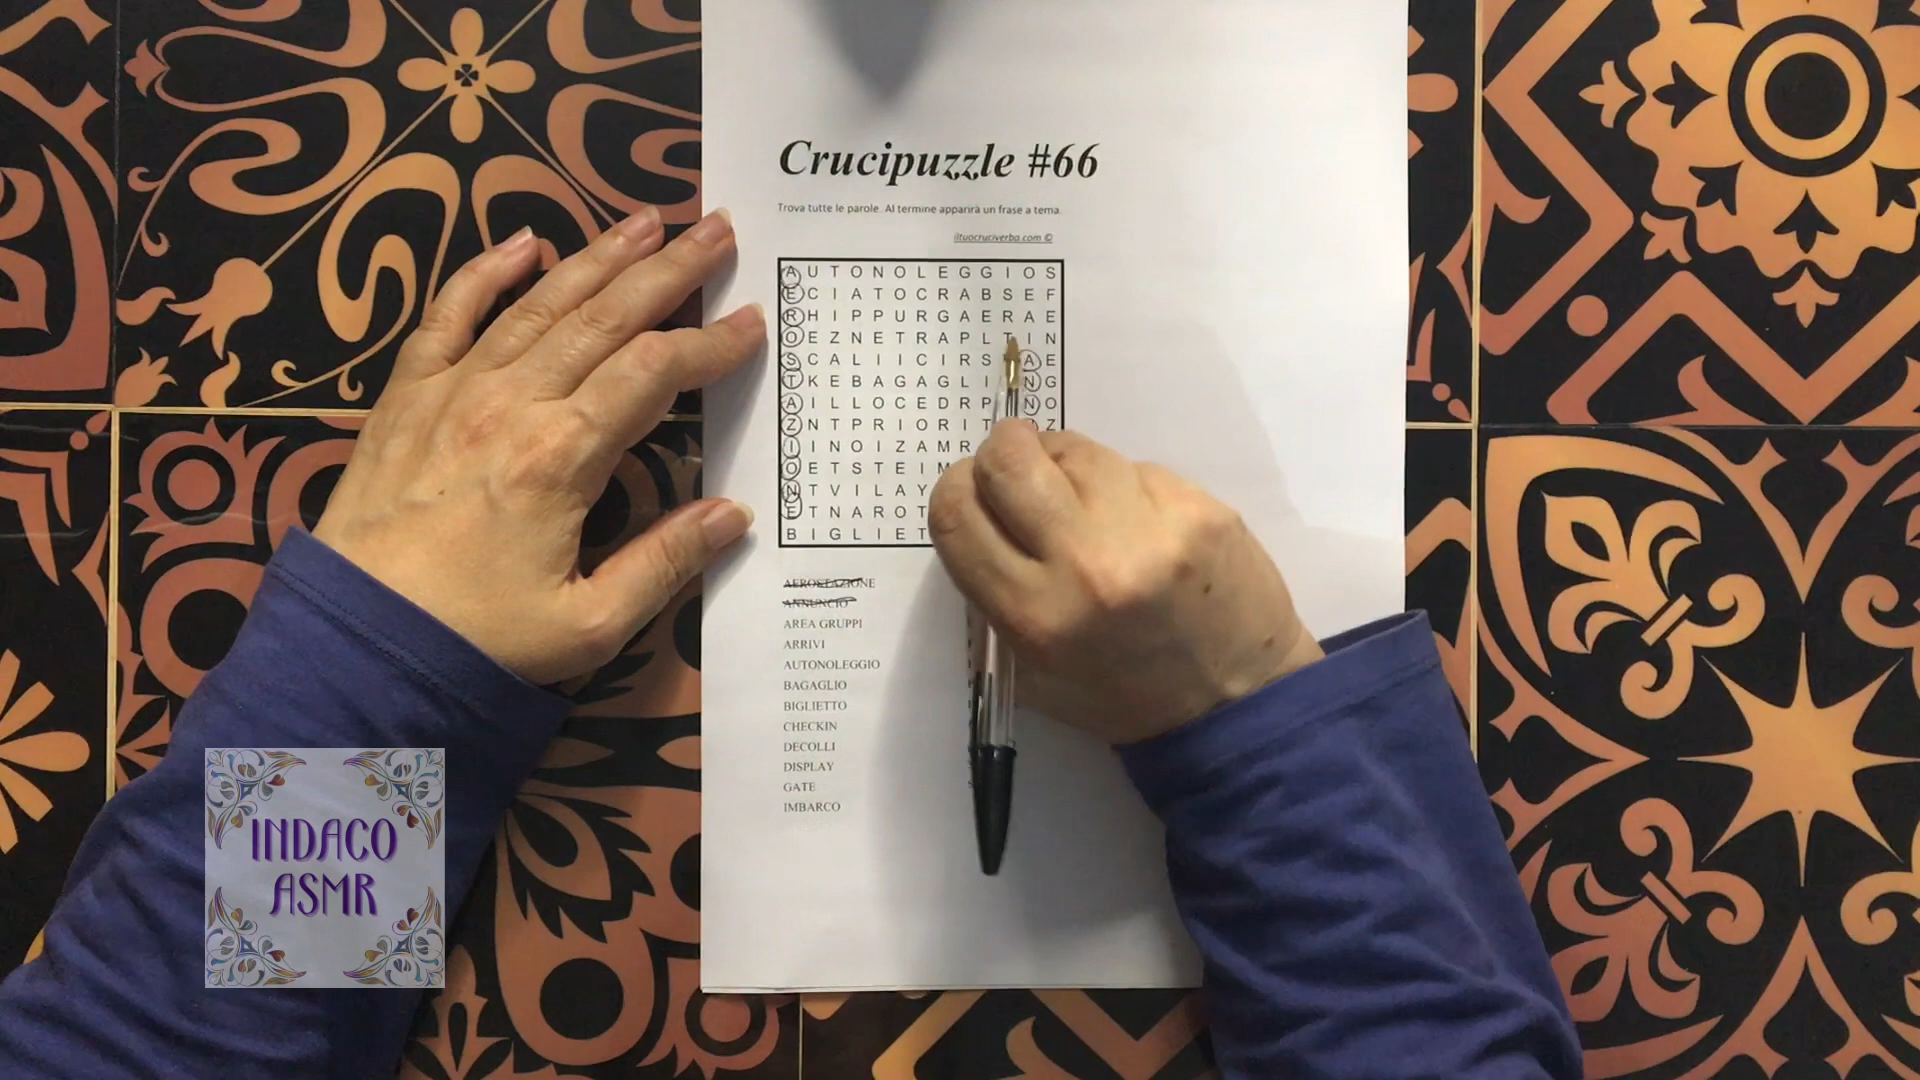 Crucipuzzle #66
Trova tutte le parole. Al termine apparirà un frase a tema.
iltuocruciverba.com ©
A U T O N O L E G G I O S
E C I A T O C R A B S E F
R H I P P U R G A E R A E
O E Z N E T R A P L T I N
S C A L I I C I R S A E
T K E B A G A G L I N G
A I L L O C E D R P N O
Z N T P R I O R I T Z
I I N O I Z A M R
O E T S T E I M
N T V I L A Y
E T N A R O T
B I G L I E T
AEROSTAZIONE
ANNUNCIO
AREA GRUPPI
ARRIVI
AUTONOLEGGIO
BAGAGLIO
BIGLIETTO
CHECKIN
DECOLLI
DISPLAY
GATE
IMBARCO
INDACO
ASMR